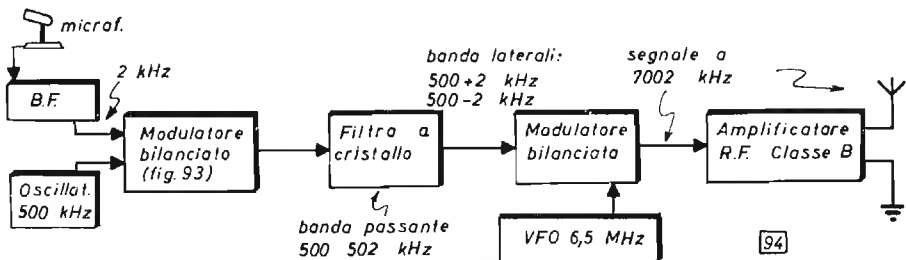 microf.
B.F.
2 kHz
Oscillat.
500 kHz
Modulatore
bilanciato
(fig. 93)
Filtro a
cristallo
banda passante
500 502 kHz
banda laterali:
500+2 kHz
500-2 kHz
Modulatore
bilanciata
VFO 6,5 MHz
segnale a
7002 kHz
Amplificatore
R.F. Classe B
94